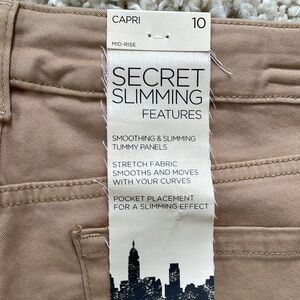 CAPRI 10
MID-RISE
SECRET
SLIMMING
FEATURES
SMOOTHING & SLIMMING
TUMMY PANELS
STRETCH FABRIC
SMOOTHS AND MOVES
WITH YOUR CURVES
POCKET PLACEMENT
FOR A SLIMMING EFFECT